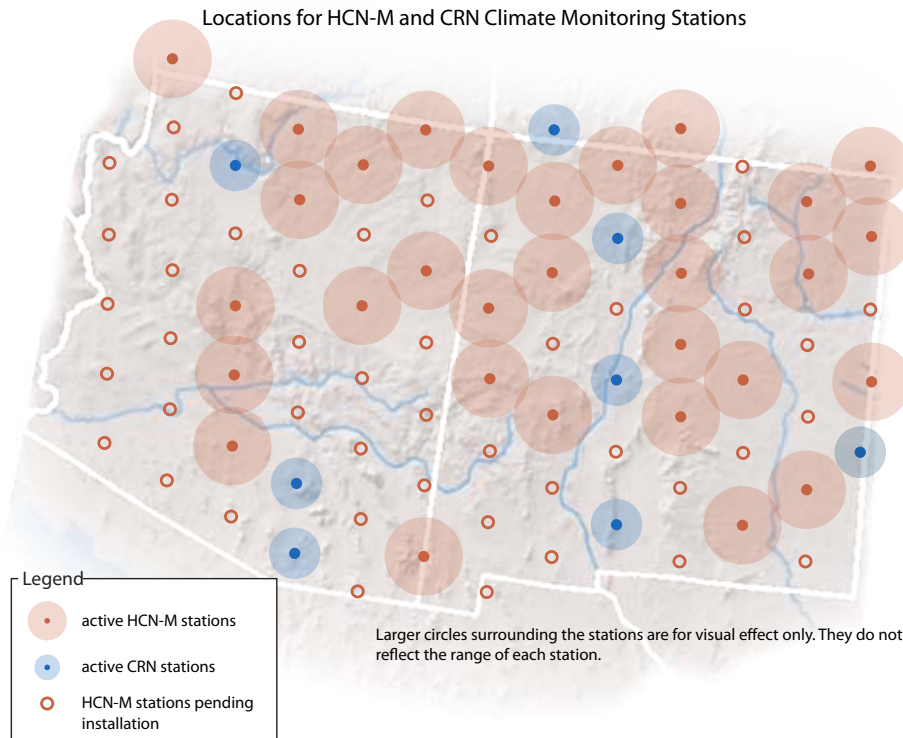 Locations for HCN-M and CRN Climate Monitoring Stations
Legend
active HCN-M stations
active CRN stations
HCN-M stations pending
installation
Larger circles surrounding the stations are for visual effect only. They do not
reflect the range of each station.